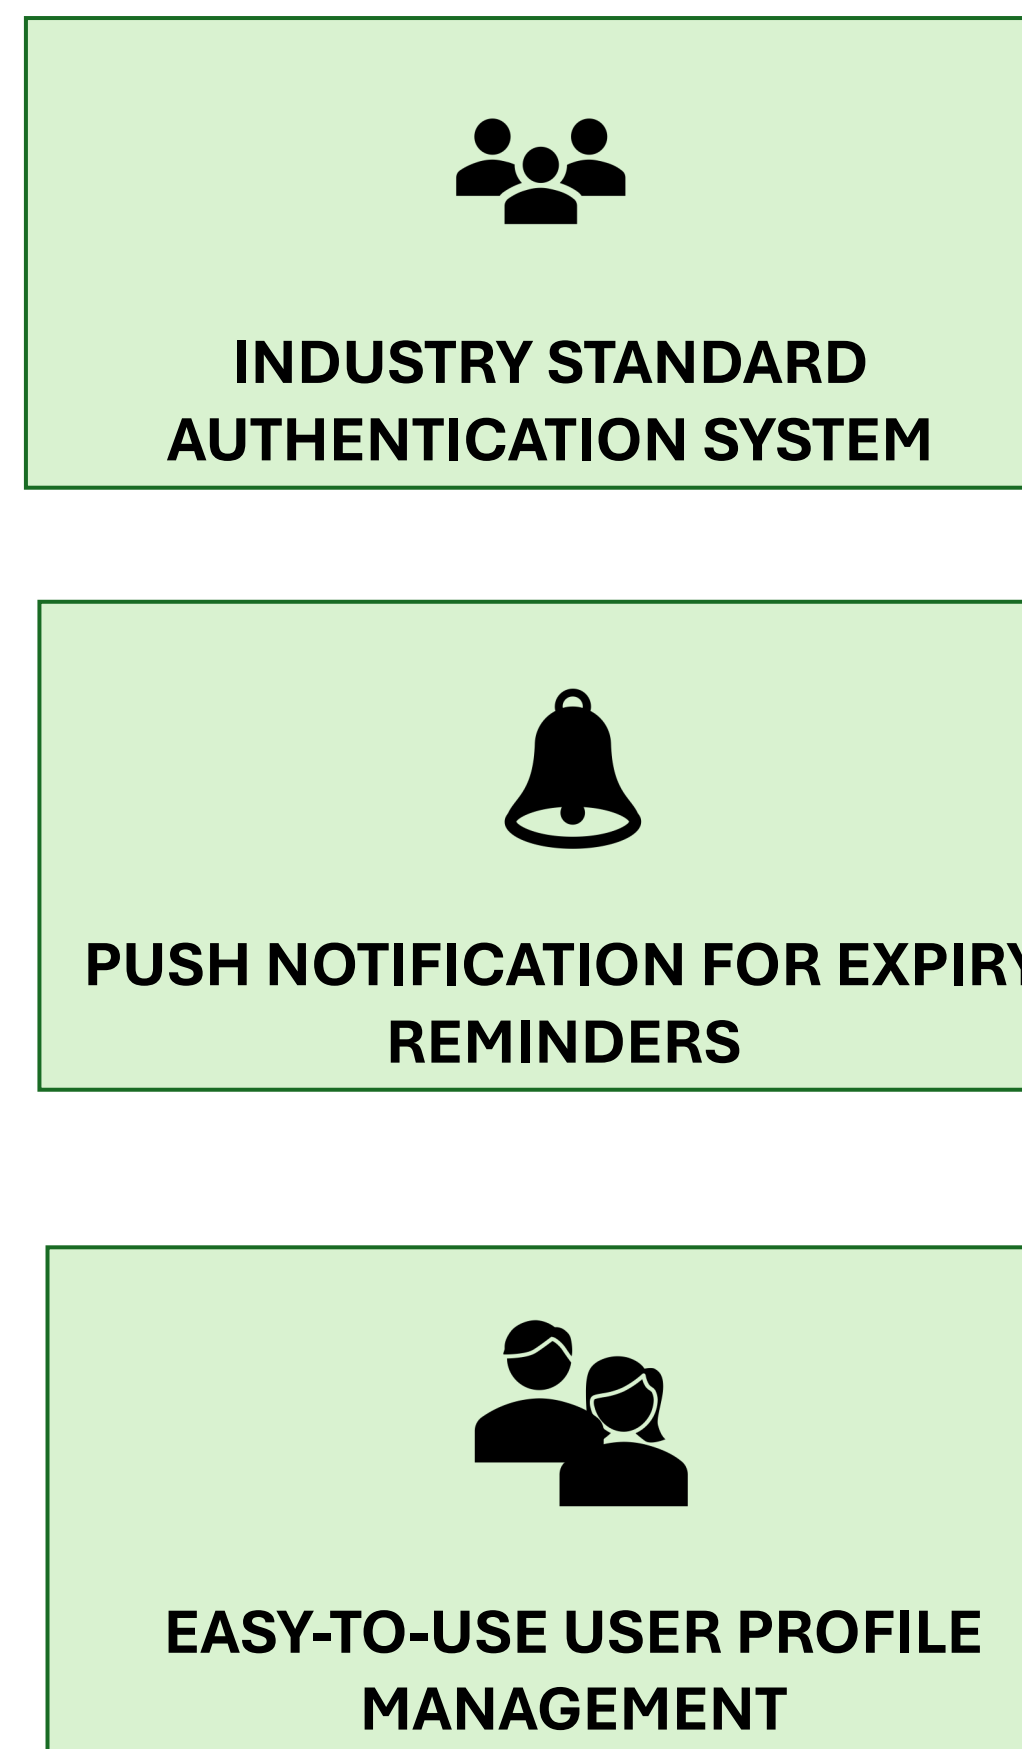 INDUSTRY STANDARD
AUTHENTICATION SYSTEM
PUSH NOTIFICATION FOR EXPIRY
REMINDERS
EASY-TO-USE USER PROFILE
MANAGEMENT